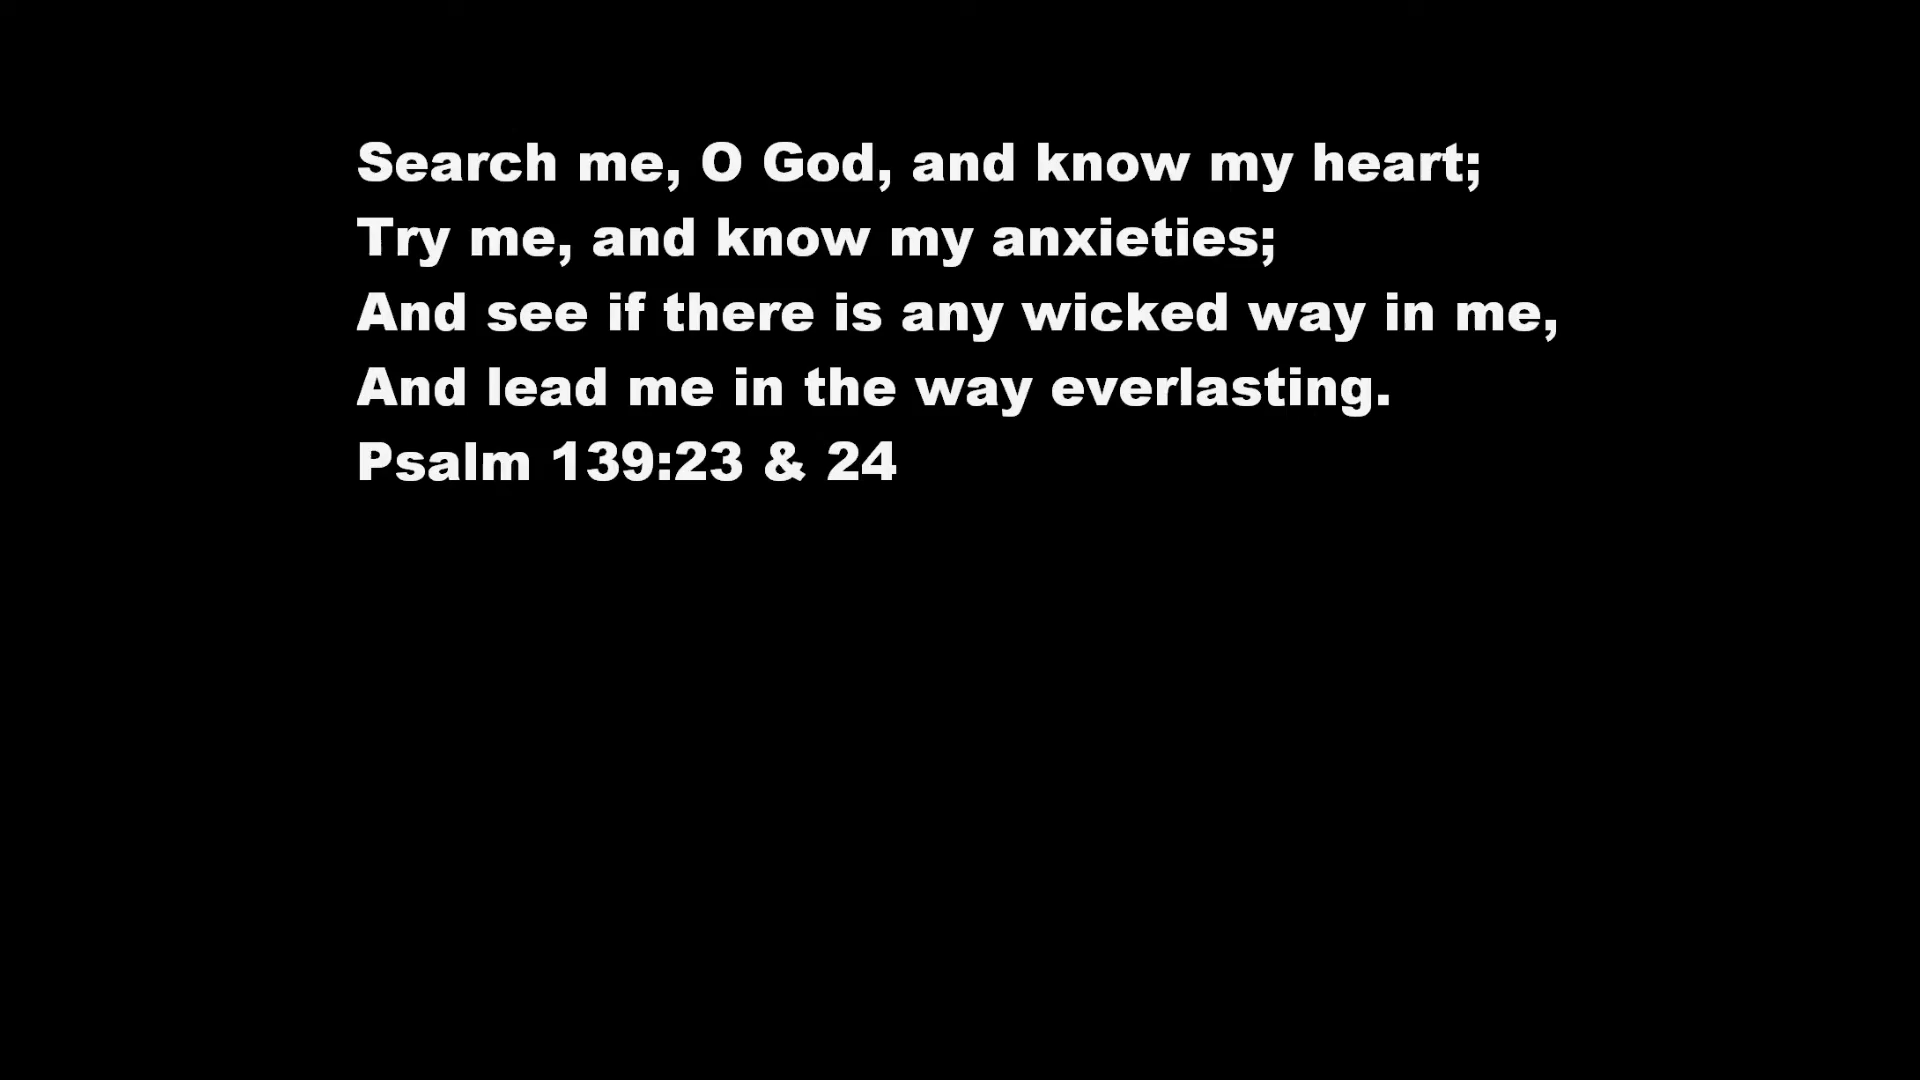 Search me, O God, and know my heart;
Try me, and know my anxieties;
And see if there is any wicked way in me,
And lead me in the way everlasting.
Psalm 139:23 & 24